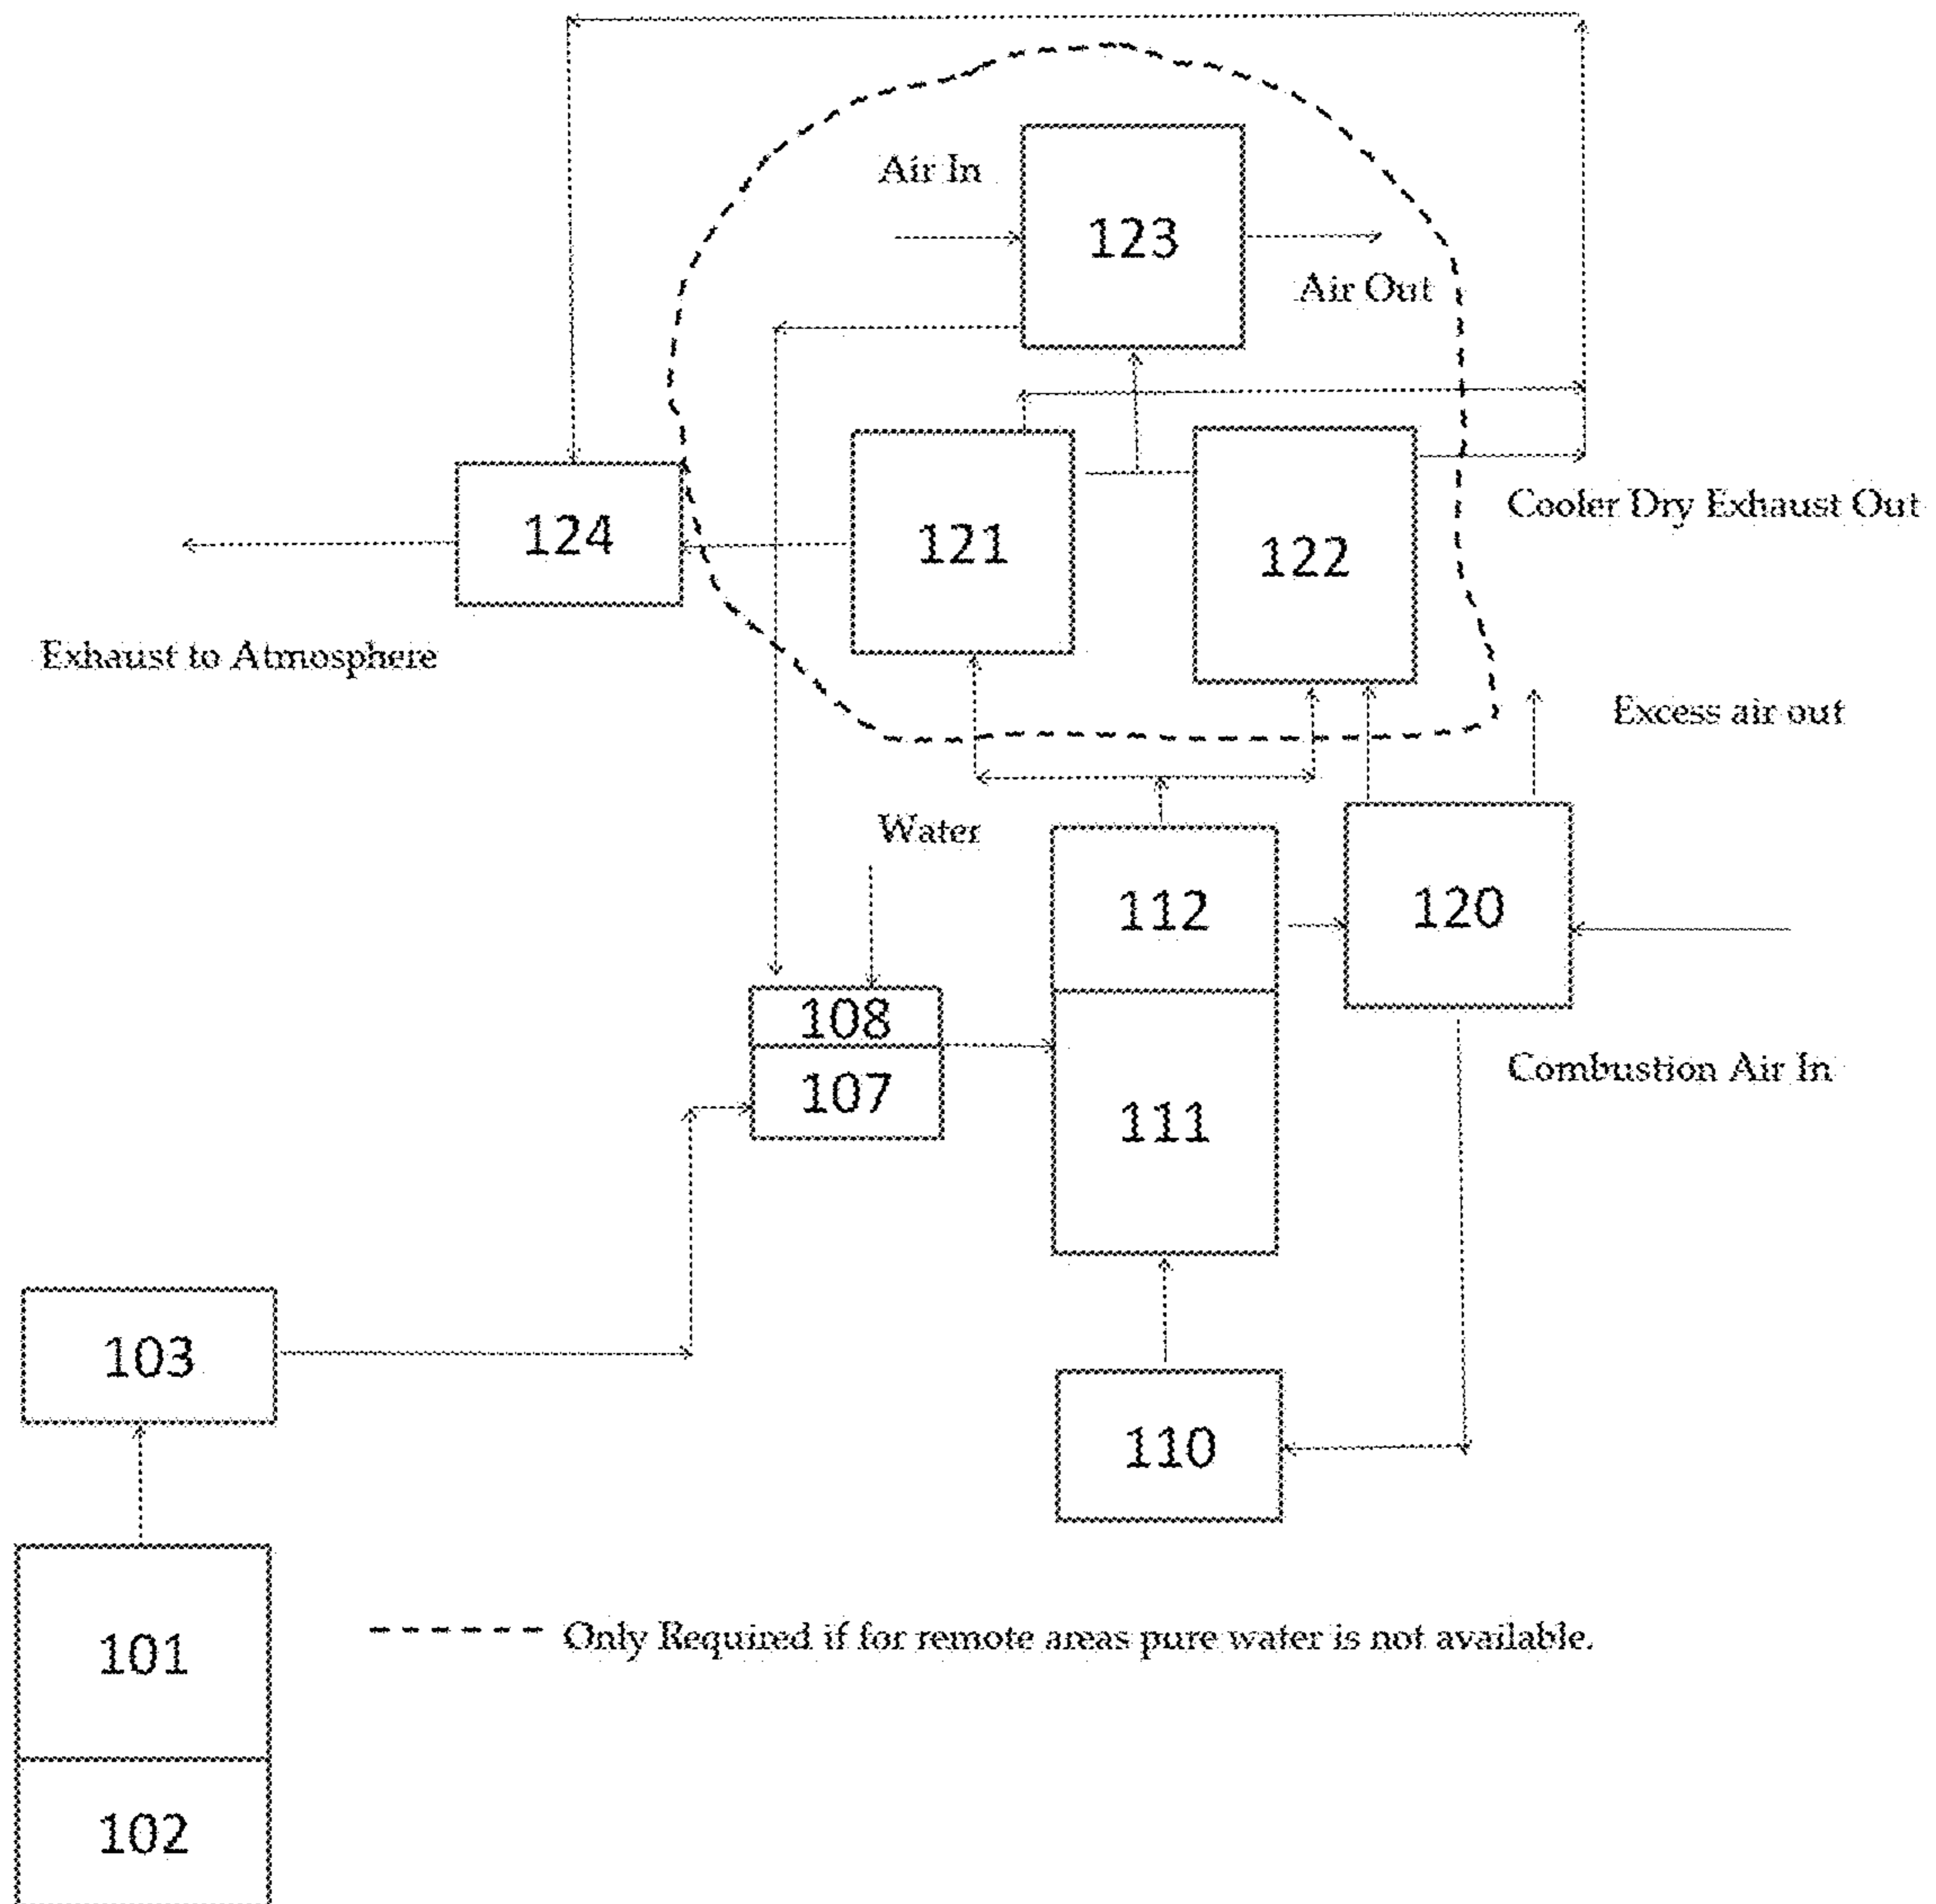 Air In
123
Air Out
124
121
122
Cooler Dry Exhaust Out
Exhaust to Atmosphere
Excess air out
Water
112
120
108
107
Combustion Air In
111
103
110
101
Only Required if for remote areas pure water is not available.
102